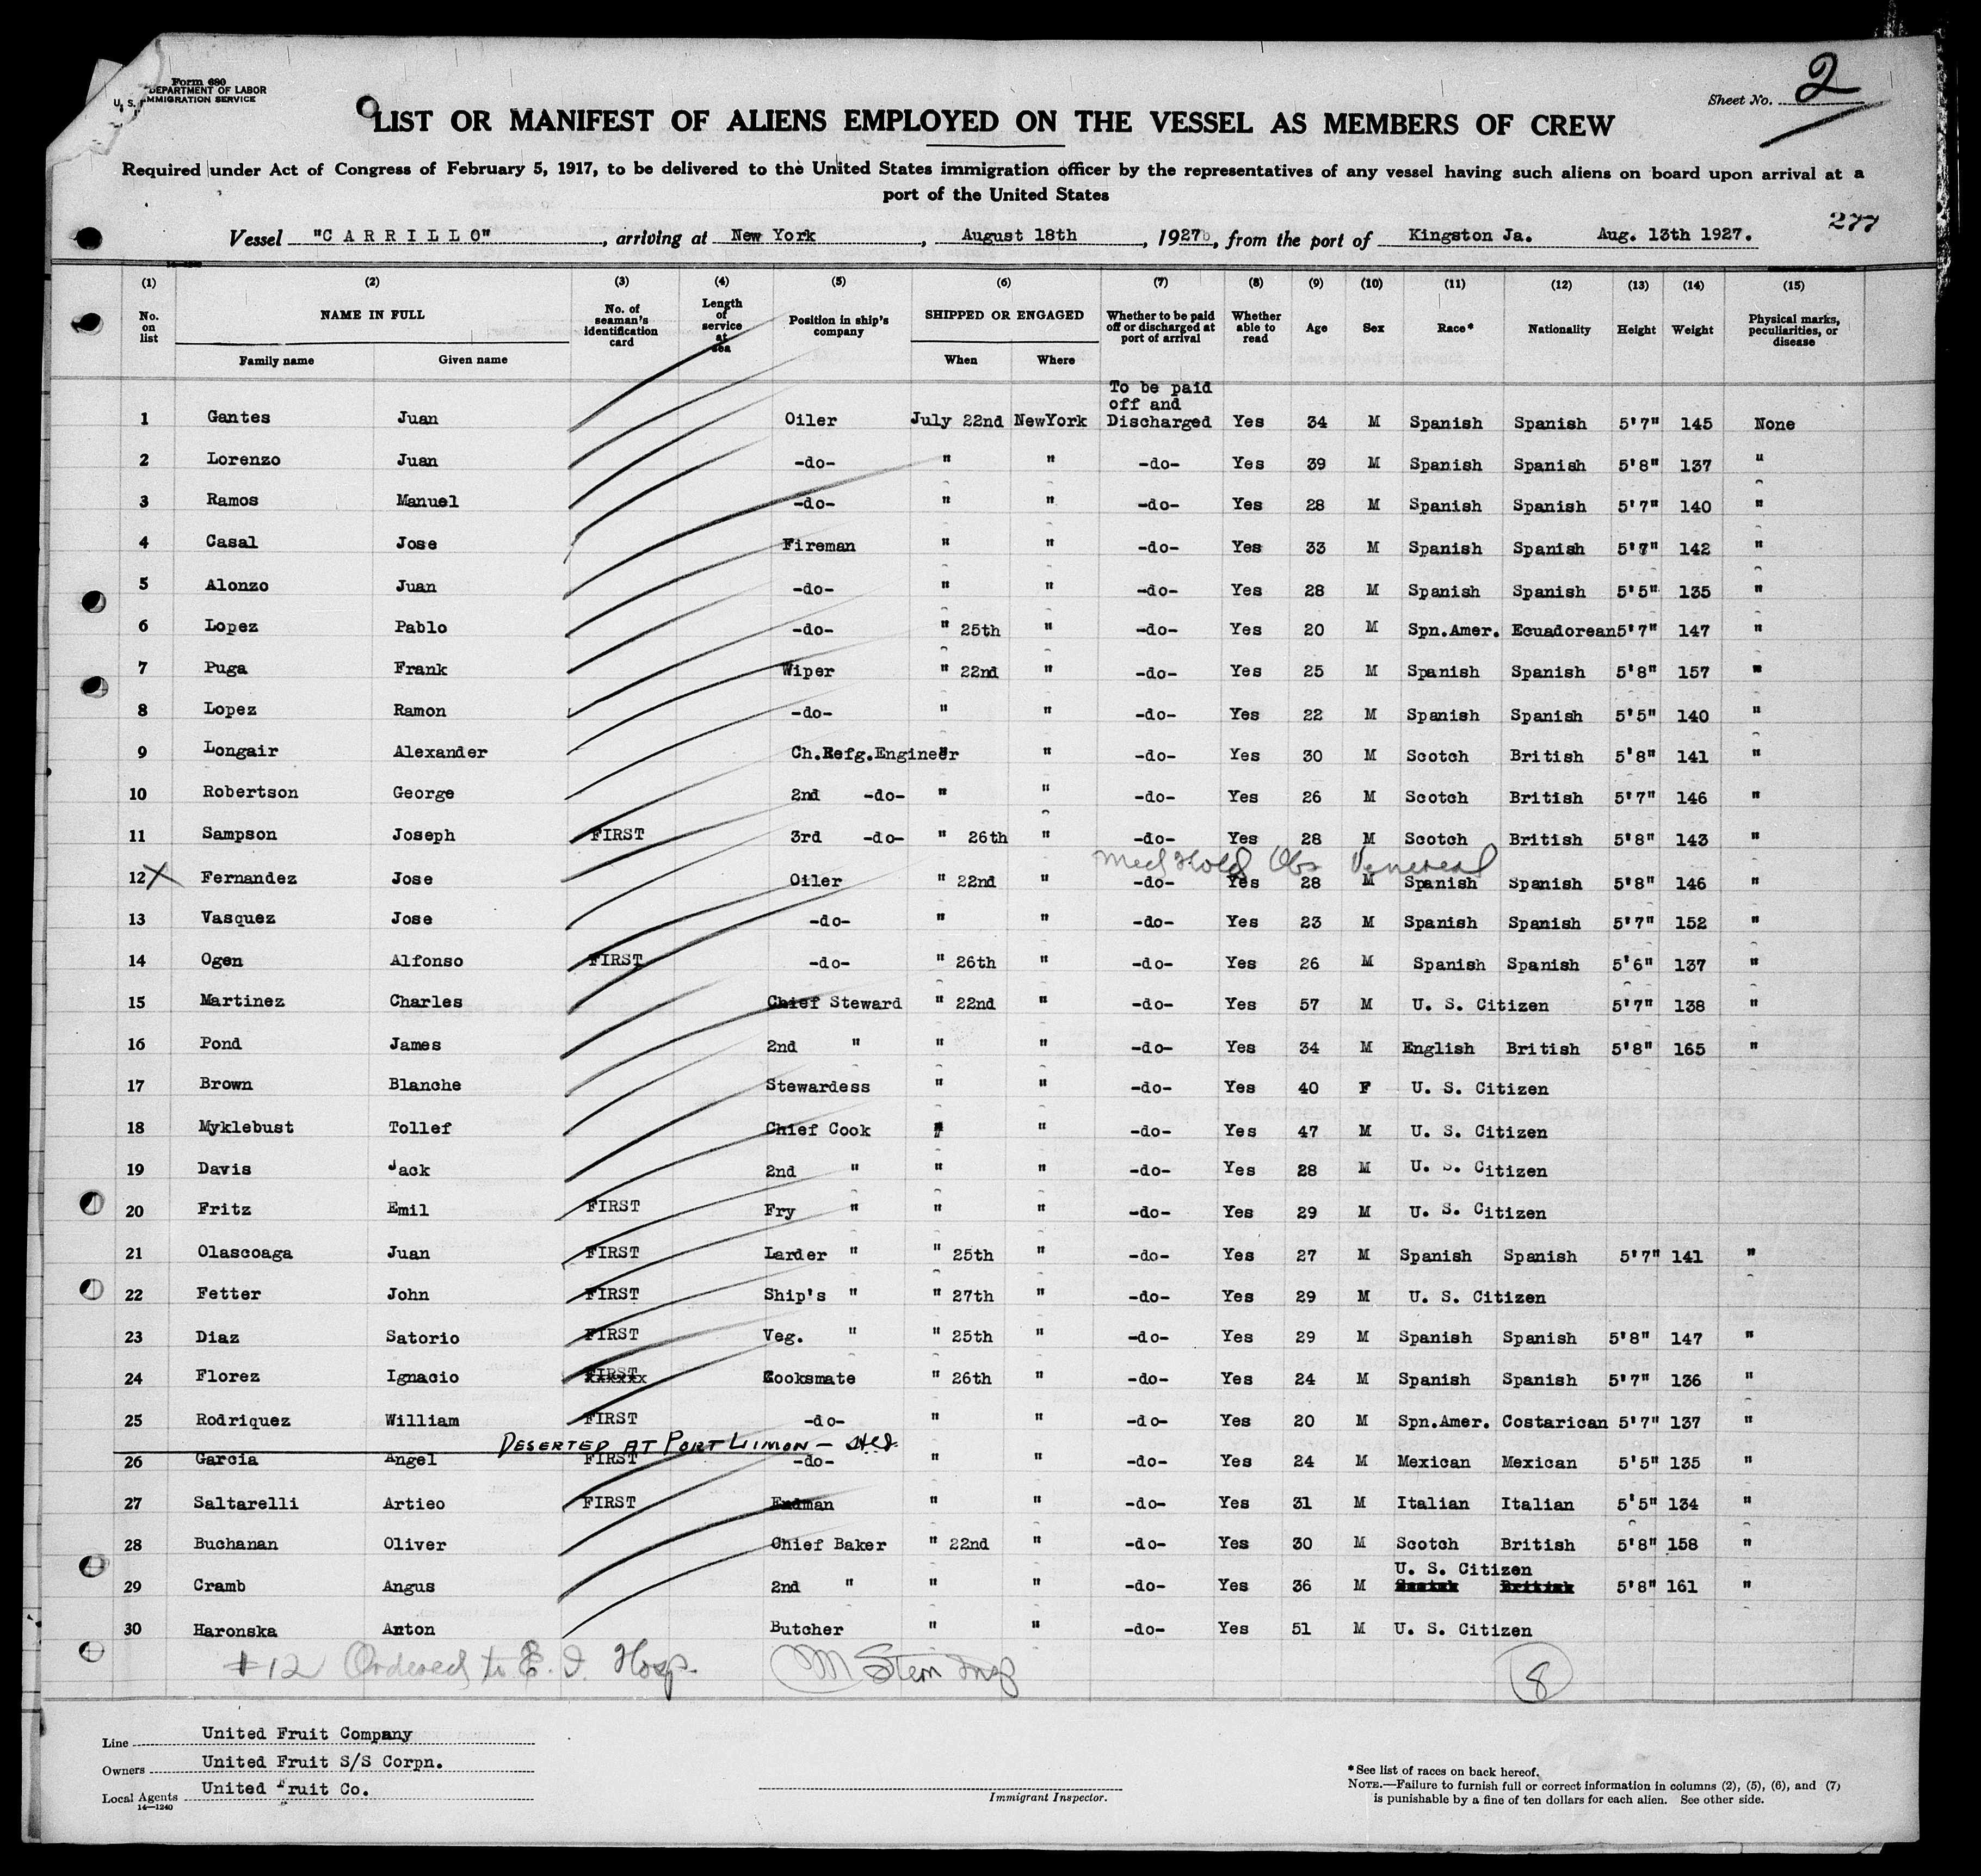 Form 680
U. S. DEPARTMENT OF LABOR
IMMIGRATION SERVICE
Sheet No. 2
LIST OR MANIFEST OF ALIENS EMPLOYED ON THE VESSEL AS MEMBERS OF CREW
Required under Act of Congress of February 5, 1917, to be delivered to the United States immigration officer by the representatives of any vessel having such aliens on board upon arrival at a
port of the United States
277
Vessel "CARRILLO", arriving at New York, August 18th, 1927, from the port of Kingston Ja. Aug. 13th 1927.
(1) (2) (3) (4) (5) (6) (7) (8) (9) (10) (11) (12) (13) (14) (15)
No. on list NAME IN FULL Family name Given name No. of seaman's identification card Length of service at sea Position in ship's company SHIPPED OR ENGAGED When Where Whether to be paid off or discharged at port of arrival Whether able to read Age Sex Race* Nationality Height Weight Physical marks, peculiarities, or disease
1 Gantes Juan Oiler July 22nd NewYork To be paid off and Discharged Yes 34 M Spanish Spanish 5'7" 145 None
2 Lorenzo Juan -do- " " -do- Yes 39 M Spanish Spanish 5'8" 137 "
3 Ramos Manuel -do- " " -do- Yes 28 M Spanish Spanish 5'7" 140 "
4 Casal Jose Fireman " " -do- Yes 33 M Spanish Spanish 5'7" 142 "
5 Alonzo Juan -do- " " -do- Yes 28 M Spanish Spanish 5'5" 135 "
6 Lopez Pablo -do- " 25th " -do- Yes 20 M Spn.Amer. Ecuadorean 5'7" 147 "
7 Puga Frank Wiper " 22nd " -do- Yes 25 M Spanish Spanish 5'8" 157 "
8 Lopez Ramon -do- " " -do- Yes 22 M Spanish Spanish 5'5" 140 "
9 Longair Alexander Ch.Refg.Engineer " " -do- Yes 30 M Scotch British 5'8" 141 "
10 Robertson George 2nd -do- " " -do- Yes 26 M Scotch British 5'7" 146 "
11 Sampson Joseph FIRST 3rd -do- " 26th " -do- Yes 28 M Scotch British 5'8" 143 "
Med Hold Obs Venereal
12 X Fernandez Jose Oiler " 22nd " -do- Yes 28 M Spanish Spanish 5'8" 146 "
13 Vasquez Jose -do- " " -do- Yes 23 M Spanish Spanish 5'7" 152 "
14 Ogen Alfonso FIRST -do- " 26th " -do- Yes 26 M Spanish Spanish 5'6" 137 "
15 Martinez Charles Chief Steward " 22nd " -do- Yes 57 M U. S. Citizen 5'7" 138 "
16 Pond James 2nd " " " -do- Yes 34 M English British 5'8" 165 "
17 Brown Blanche Stewardess " " -do- Yes 40 F U. S. Citizen
18 Myklebust Tollef Chief Cook " " -do- Yes 47 M U. S. Citizen
19 Davis Jack 2nd " " " -do- Yes 28 M U. S. Citizen
20 Fritz Emil FIRST Fry " " " -do- Yes 29 M U. S. Citizen
21 Olascoaga Juan FIRST Larder " " 25th " -do- Yes 27 M Spanish Spanish 5'7" 141 "
22 Fetter John FIRST Ship's " " 27th " -do- Yes 29 M U. S. Citizen
23 Diaz Satorio FIRST Veg. " " 25th " -do- Yes 29 M Spanish Spanish 5'8" 147 "
24 Florez Ignacio FIRST Cooksmate " 26th " -do- Yes 24 M Spanish Spanish 5'7" 136 "
25 Rodriquez William FIRST -do- " " -do- Yes 20 M Spn.Amer. Costarican 5'7" 137 "
DESERTED AT PORT LIMON -
26 Garcia Angel FIRST -do- " " -do- Yes 24 M Mexican Mexican 5'5" 135 "
27 Saltarelli Artieo FIRST Endman " " -do- Yes 31 M Italian Italian 5'5" 134 "
28 Buchanan Oliver Chief Baker " 22nd " -do- Yes 30 M Scotch British 5'8" 158 "
U. S. Citizen
29 Cramb Angus 2nd " " " -do- Yes 36 M Scotch British 5'8" 161 "
30 Haronska Anton Butcher " " -do- Yes 51 M U. S. Citizen
#12 Ordered to E. I. Hosp. M Stern Insp 8
Line United Fruit Company
Owners United Fruit S/S Corpn.
Local Agents United Fruit Co.
14—1240
Immigrant Inspector.
*See list of races on back hereof.
NOTE.—Failure to furnish full or correct information in columns (2), (5), (6), and (7)
is punishable by a fine of ten dollars for each alien. See other side.